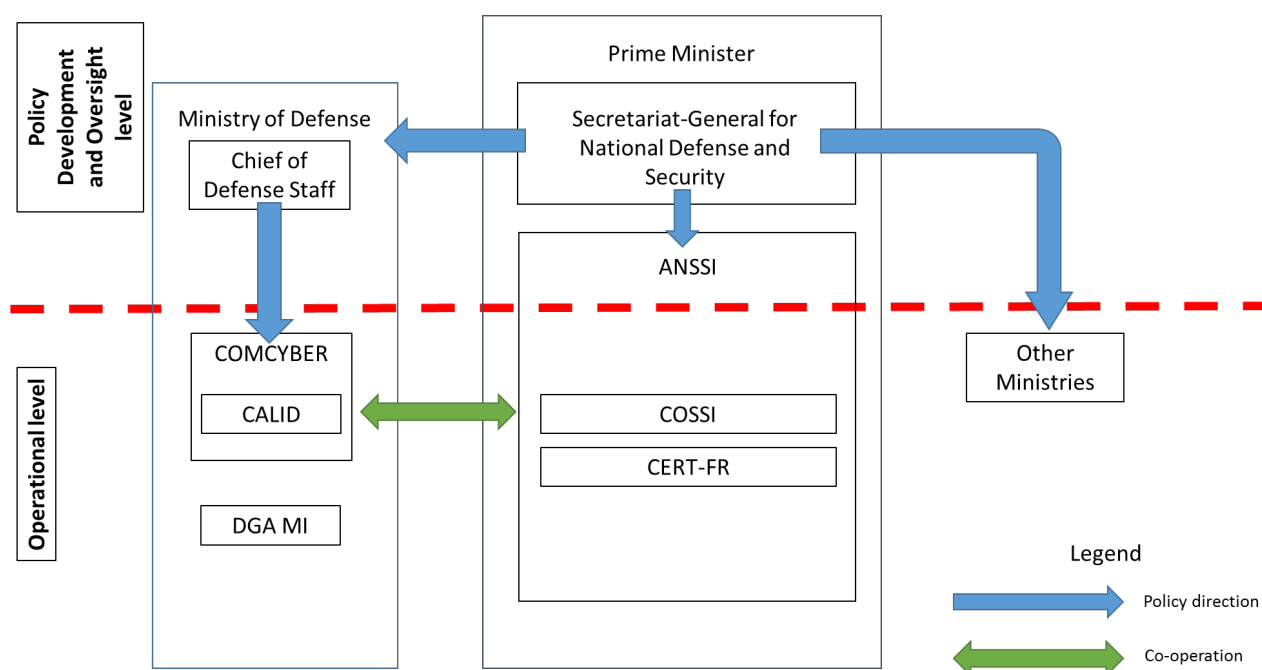 Policy
Development
and Oversight
level
Prime Minister
Ministry of Defense
Chief of
Defense Staff
Secretariat-General for
National Defense and
Security
ANSSI
COMCYBER
CALID
DGA MI
COSSI
CERT-FR
Other
Ministries
Operational level
Legend
Policy direction
Co-operation